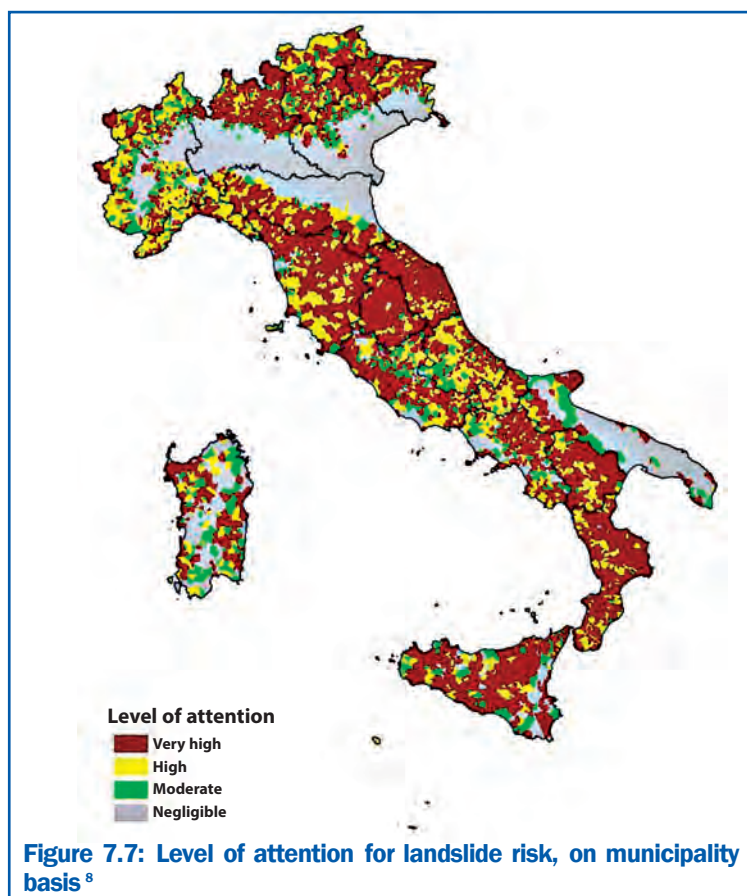 Level of attention
Very high
High
Moderate
Negligible
Figure 7.7: Level of attention for landslide risk, on municipality
basis 8